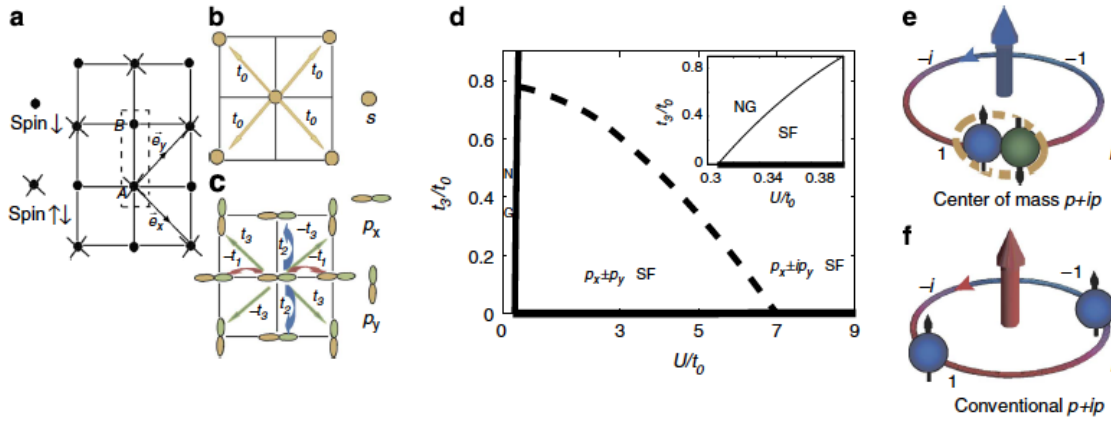 a
Spin ↓
Spin ↑↓
B
A
e⃗y
e⃗x
b
t0 t0
t0 t0
s
c
t3 t2 –t3
–t1 –t1
–t3 t2 t3
px
py
d
t3/t0
0.8
0.6
0.4
0.2
0
0 3 5 7 9
U/t0
N
G
px±py SF
px±ipy SF
t3/t0
0.8
0.4
0
0.3 0.34 0.38
U/t0
NG
SF
e
–i –1
1
Center of mass p+ip
f
–i –1
1
Conventional p+ip